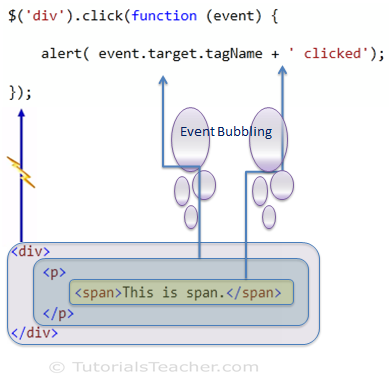 $('div').click(function (event) {
alert( event.target.tagName + ' clicked');
});
Event Bubbling
<div>
<p>
<span>This is span.</span>
</p>
</div>
© TutorialsTeacher.com